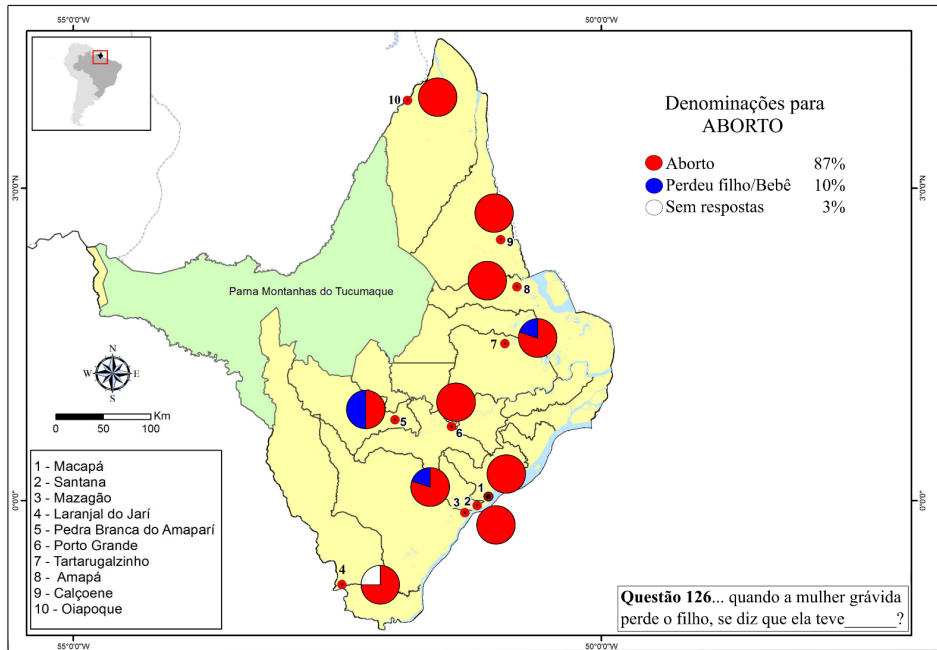 55°0'0"W
50°0'0"W
10
Denominações para
ABORTO
Aborto 87%
Perdeu filho/Bebê 10%
Sem respostas 3%
3°0'0"N
3°0'0"N
9
8
Parna Montanhas do Tucumaque
7
N
W E
S
0 50 100 Km
5
6
1 - Macapá
2 - Santana
3 - Mazagão
4 - Laranjal do Jarí
5 - Pedra Branca do Amaparí
6 - Porto Grande
7 - Tartarugalzinho
8 - Amapá
9 - Calçoene
10 - Oiapoque
1
2
3
0°0'0"
0°0'0"
4
Questão 126... quando a mulher grávida
perde o filho, se diz que ela teve______?
55°0'0"W
50°0'0"W